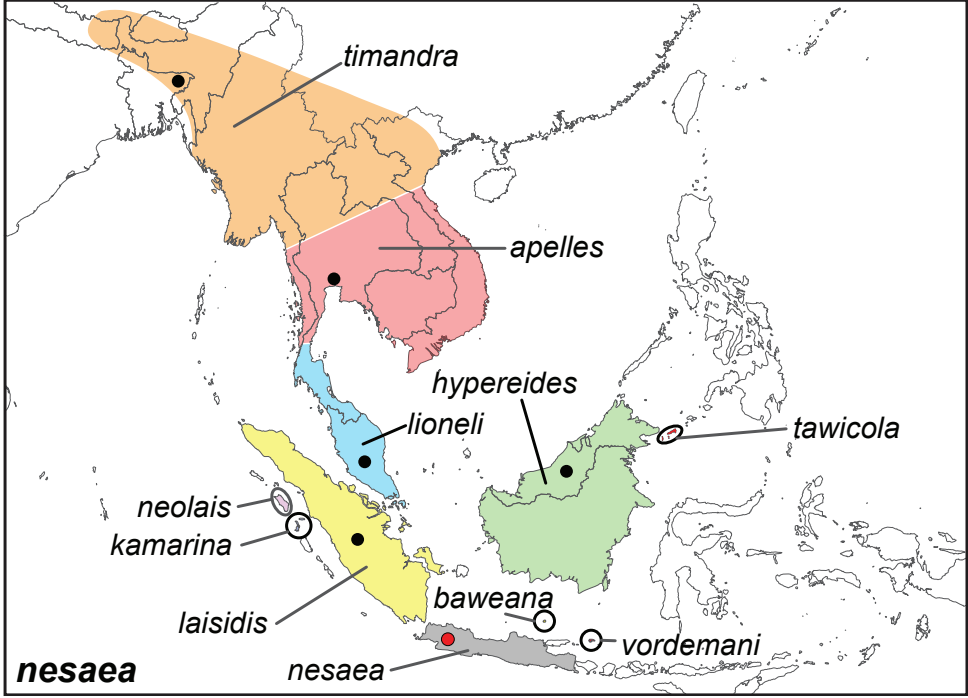 timandra
apelles
hypereides
lioneli
tawicola
neolais
kamarina
baweana
laisidis
vordemani
nesaea
nesaea